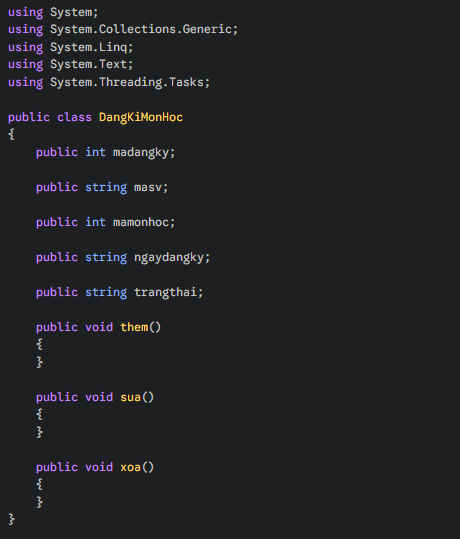 using System;
using System.Collections.Generic;
using System.Linq;
using System.Text;
using System.Threading.Tasks;

public class DangKiMonHoc
{
    public int madangky;

    public string masv;

    public int mamonhoc;

    public string ngaydangky;

    public string trangthai;

    public void them()
    {
    }

    public void sua()
    {
    }

    public void xoa()
    {
    }
}